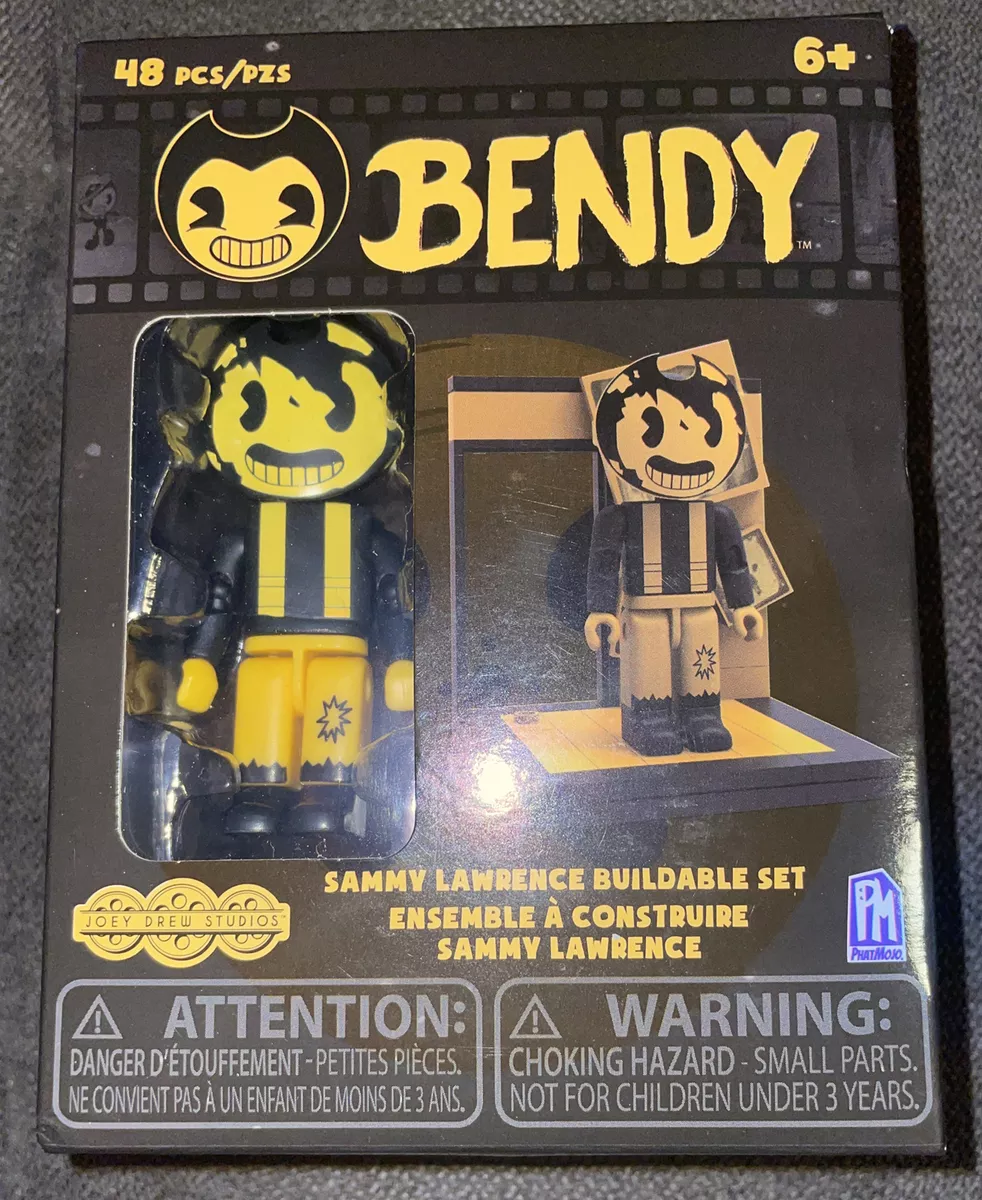 48 PCS/PZS
6+
BENDY™
JOEY DREW STUDIOS™
SAMMY LAWRENCE BUILDABLE SET
ENSEMBLE À CONSTRUIRE
SAMMY LAWRENCE
PM
PHATMOJO.
ATTENTION:
DANGER D'ÉTOUFFEMENT - PETITES PIÈCES.
NE CONVIENT PAS À UN ENFANT DE MOINS DE 3 ANS.
WARNING:
CHOKING HAZARD - SMALL PARTS.
NOT FOR CHILDREN UNDER 3 YEARS.